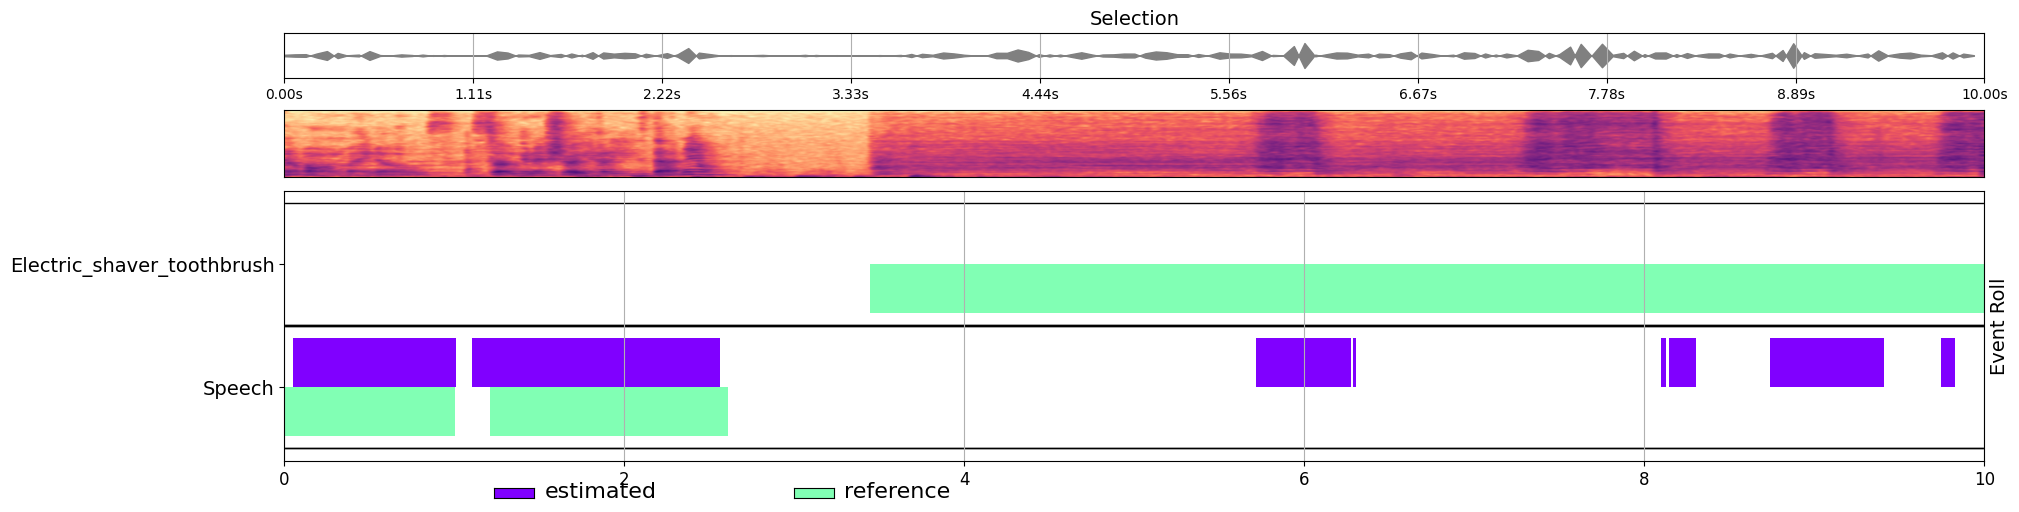 Selection
0.00s 1.11s 2.22s 3.33s 4.44s 5.56s 6.67s 7.78s 8.89s 10.00s
Electric_shaver_toothbrush
Speech
Event Roll
0 2 4 6 8 10
estimated reference